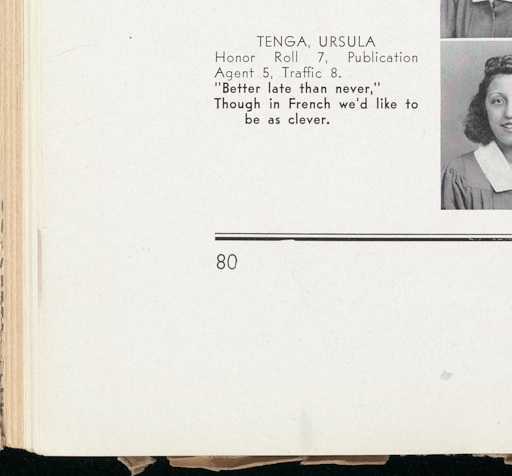 TENGA, URSULA
Honor Roll 7, Publication
Agent 5, Traffic 8.
"Better late than never,"
Though in French we'd like to
be as clever.
80